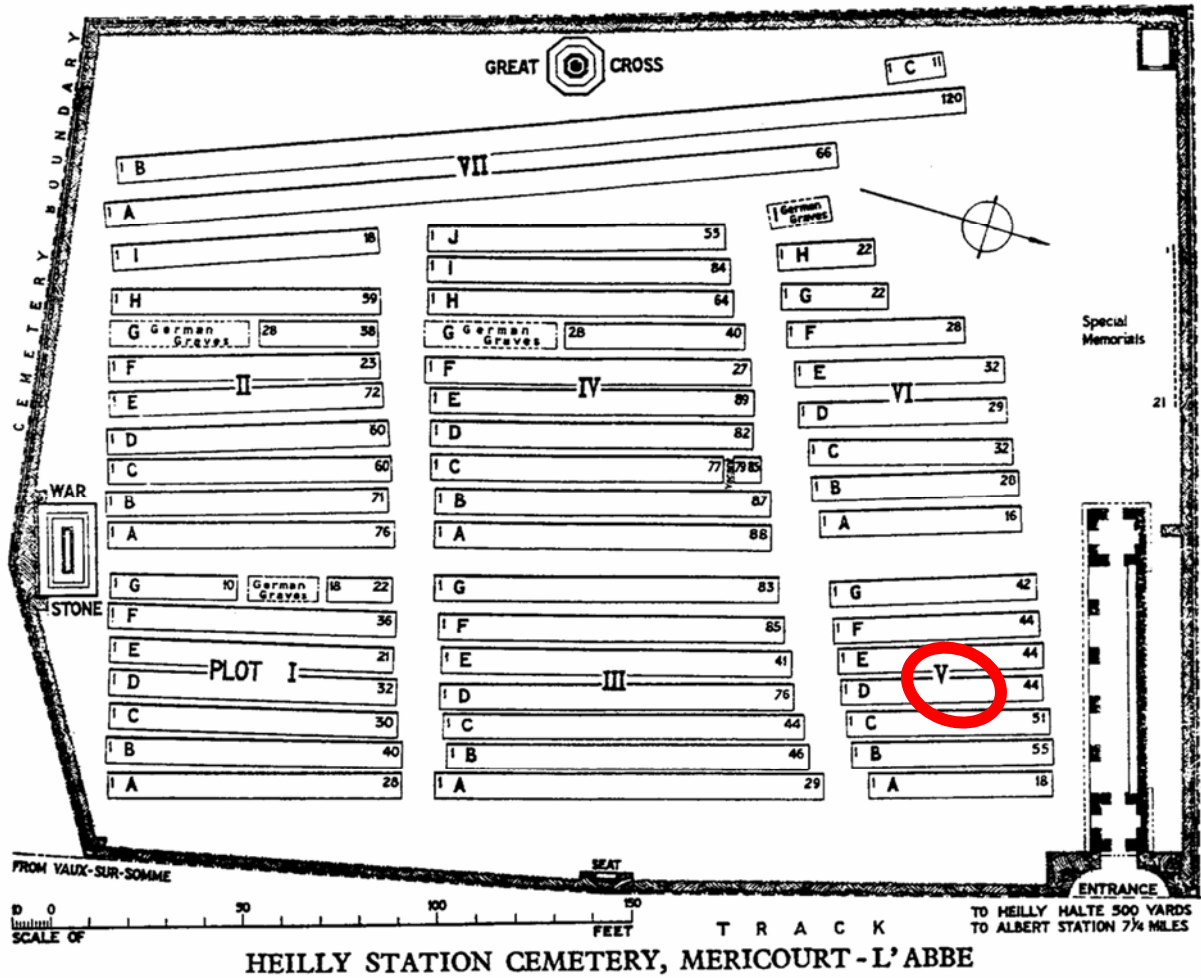 GREAT CROSS
1 C 11
1 B 120
VII
1 A 66
CEMETERY BOUNDARY
German Graves
1 I 18
1 J 53
1 I 84
1 H 22
1 H 59
1 H 64
1 G 22
G German Graves 28 38
G German Graves 28 40
1 F 28
Special Memorials
21
1 F 23
1 F 27
1 E 32
II
IV
VI
1 E 72
1 E 89
1 D 29
1 D 60
1 D 82
1 C 32
1 C 60
1 C 77 79 85
1 B 28
1 B 71
1 B 87
1 A 16
1 A 76
1 A 88
WAR STONE
1 G 10 German Graves 18 22
1 G 83
1 G 42
1 F 36
1 F 85
1 F 44
1 E 21
1 E 41
1 E 44
PLOT I
III
V
1 D 32
1 D 76
1 D 44
1 C 30
1 C 44
1 C 51
1 B 40
1 B 46
1 B 55
1 A 28
1 A 29
1 A 18
FROM VAUX-SUR-SOMME
SEAT
ENTRANCE
10 0 50 100 150
SCALE OF FEET
TRACK
TO HEILLY HALTE 500 YARDS
TO ALBERT STATION 7¼ MILES
HEILLY STATION CEMETERY, MERICOURT-L'ABBE